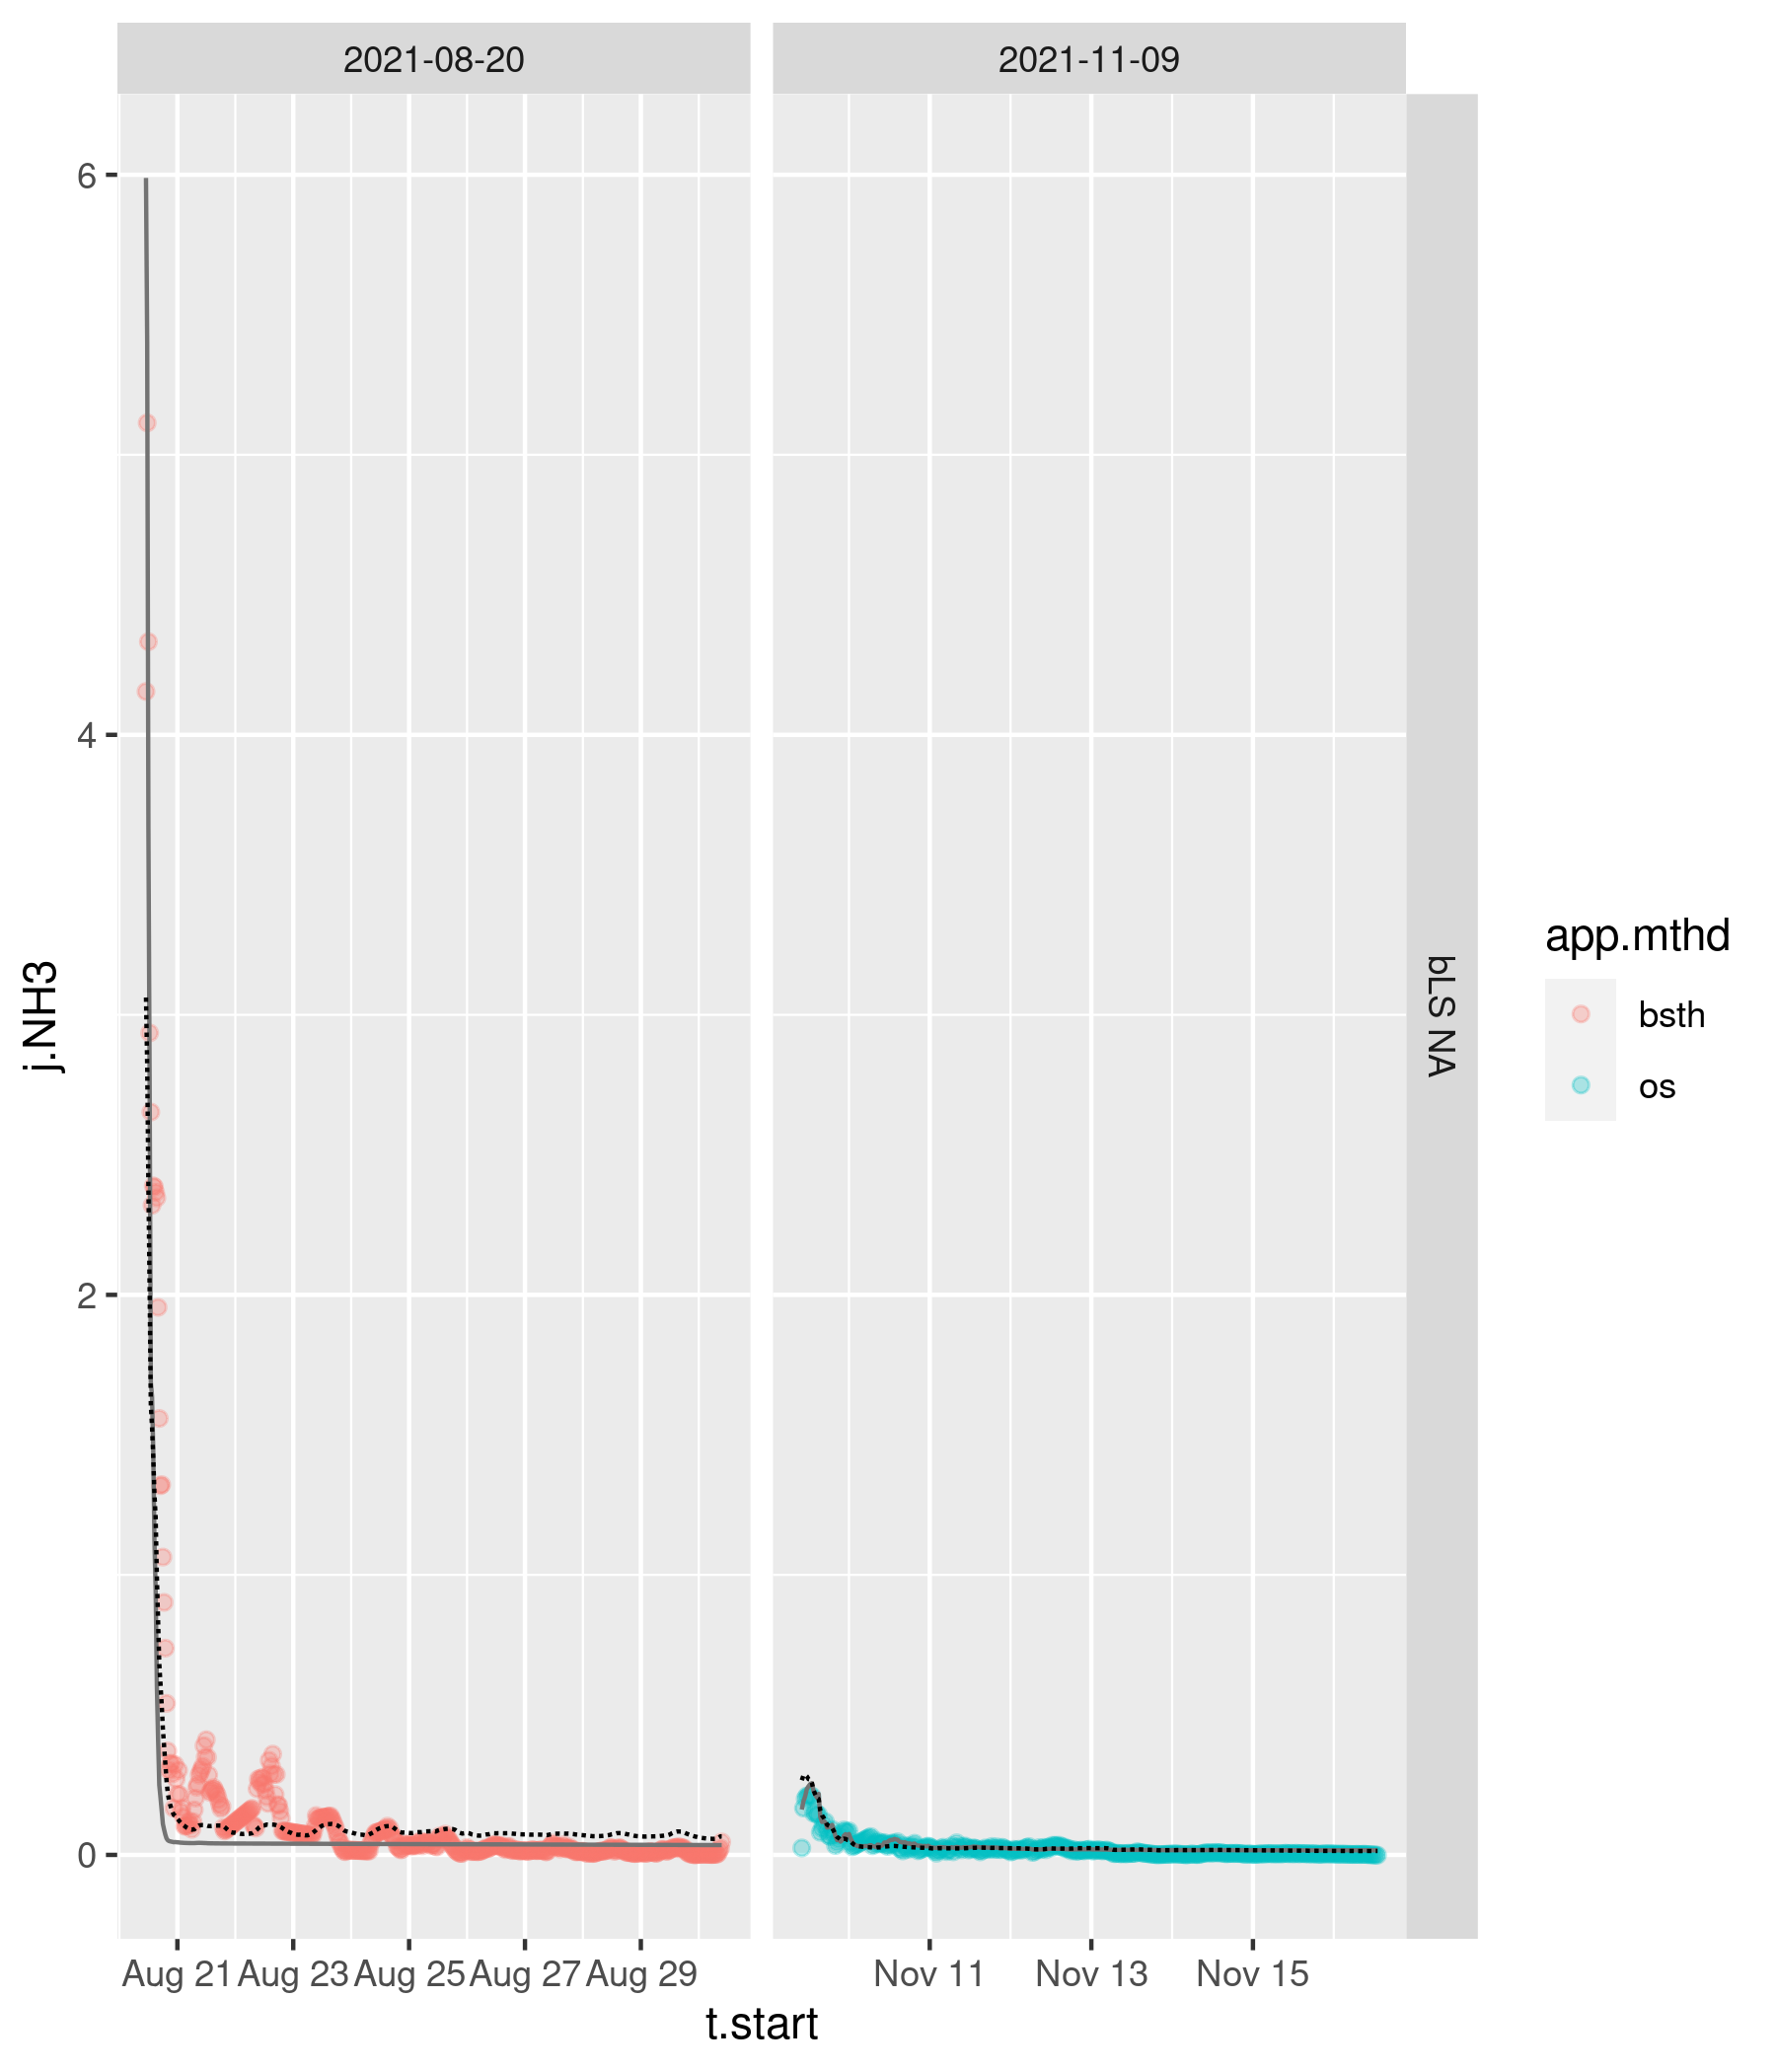 2021-08-20
2021-11-09
6
4
2
0
j.NH3
bLS NA
app.mthd
bsth
os
Aug 21 Aug 23 Aug 25 Aug 27 Aug 29
Nov 11 Nov 13 Nov 15
t.start